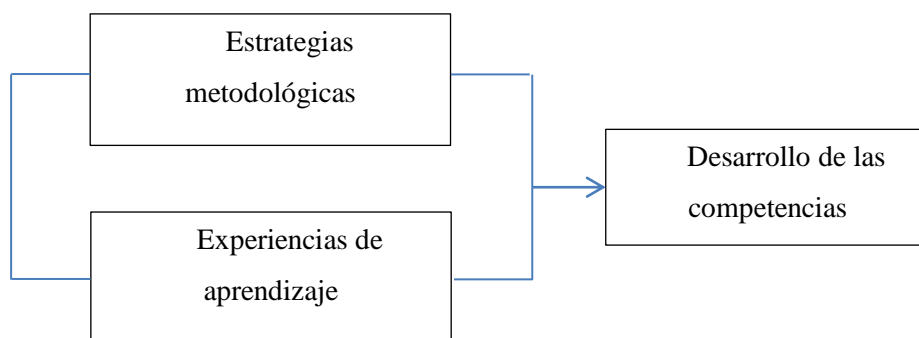 Estrategias
metodológicas
Experiencias de
aprendizaje
Desarrollo de las
competencias